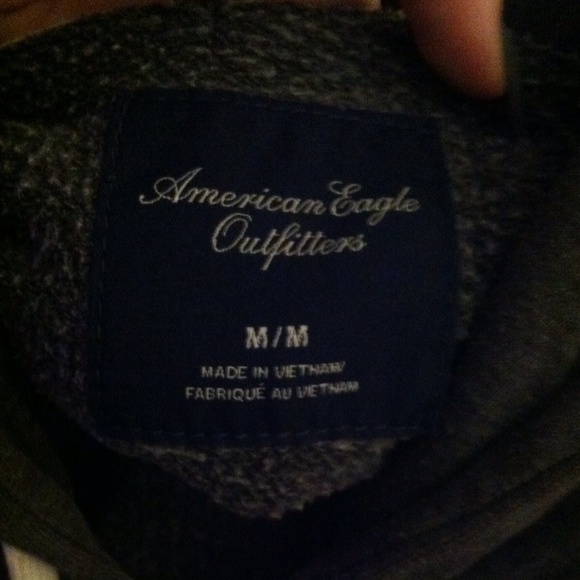 American Eagle
Outfitters
M/M
MADE IN VIETNAM
FABRIQUÉ AU VIETNAM